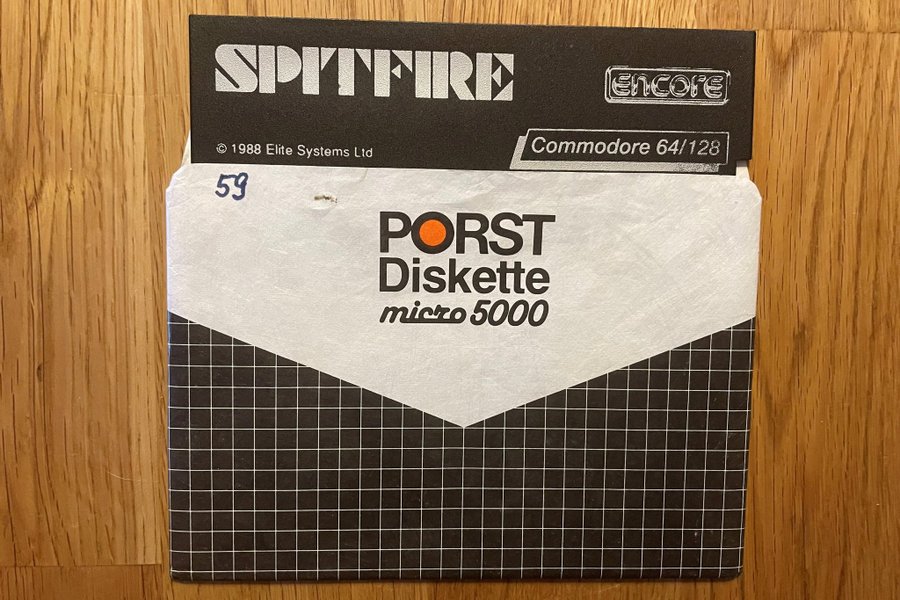 SPITFIRE
encore
© 1988 Elite Systems Ltd
Commodore 64/128
59
PORST
Diskette
micro 5000